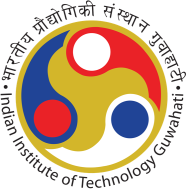 भारतीय प्रौद्योगिकी संस्थान गुवाहाटी
Indian Institute of Technology Guwahati